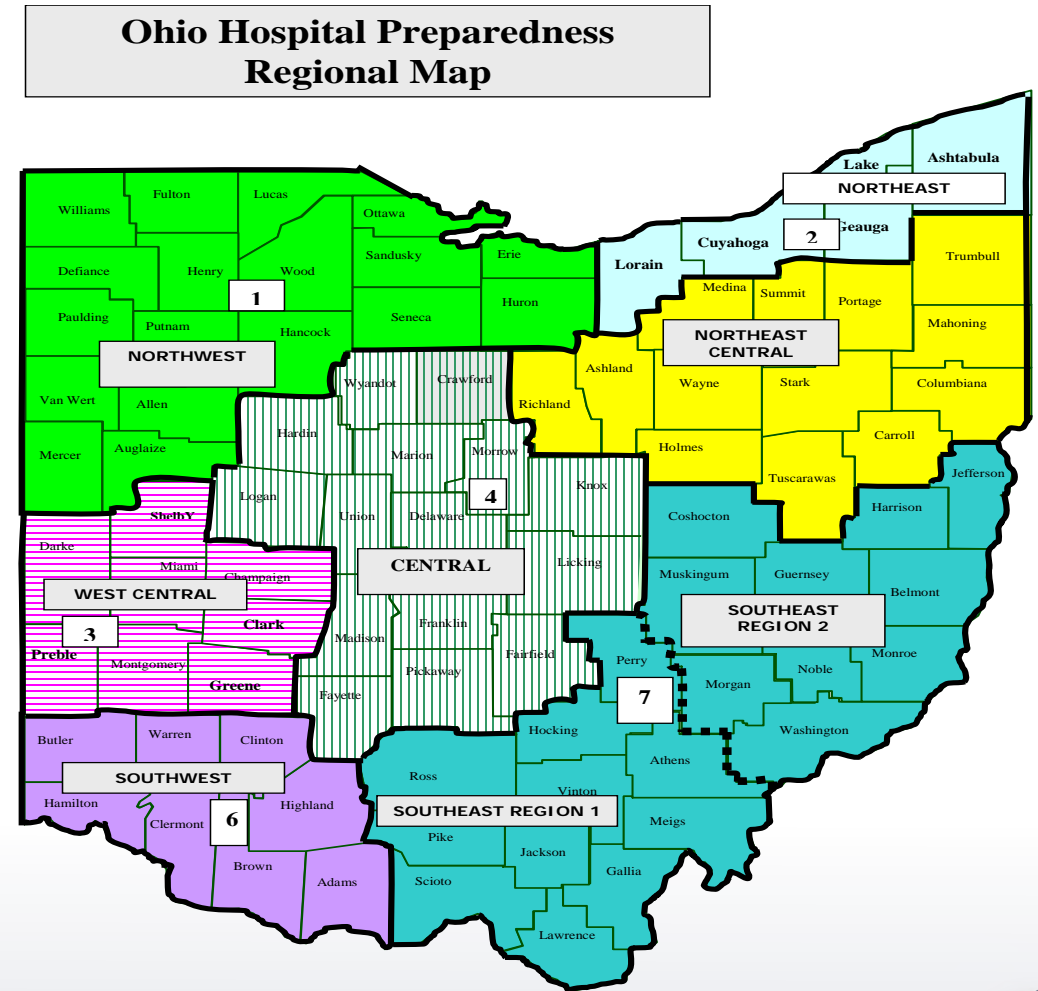 Ohio Hospital Preparedness
Regional Map
Lake
Ashtabula
NORTHEAST
Geauga
2
Cuyahoga
Lorain
Williams
Fulton
Lucas
Ottawa
Defiance
Henry
Wood
Sandusky
Erie
1
Huron
Paulding
Putnam
Hancock
Seneca
NORTHWEST
Van Wert
Allen
Mercer
Auglaize
Trumbull
Medina
Summit
Portage
Mahoning
NORTHEAST
CENTRAL
Ashland
Wayne
Stark
Columbiana
Richland
Holmes
Carroll
Tuscarawas
Wyandot
Crawford
Hardin
Marion
Morrow
Logan
4
Knox
Union
Delaware
CENTRAL
Licking
Madison
Franklin
Fairfield
Fayette
Pickaway
ShelbY
Darke
Miami
Champaign
WEST CENTRAL
3
Clark
Preble
Montgomery
Greene
Jefferson
Coshocton
Harrison
Muskingum
Guernsey
Belmont
SOUTHEAST
REGION 2
Perry
Morgan
Noble
Monroe
7
Washington
Hocking
Athens
Ross
Vinton
SOUTHEAST REGION 1
Pike
Jackson
Meigs
Scioto
Gallia
Lawrence
Butler
Warren
Clinton
SOUTHWEST
Hamilton
Clermont
6
Highland
Brown
Adams